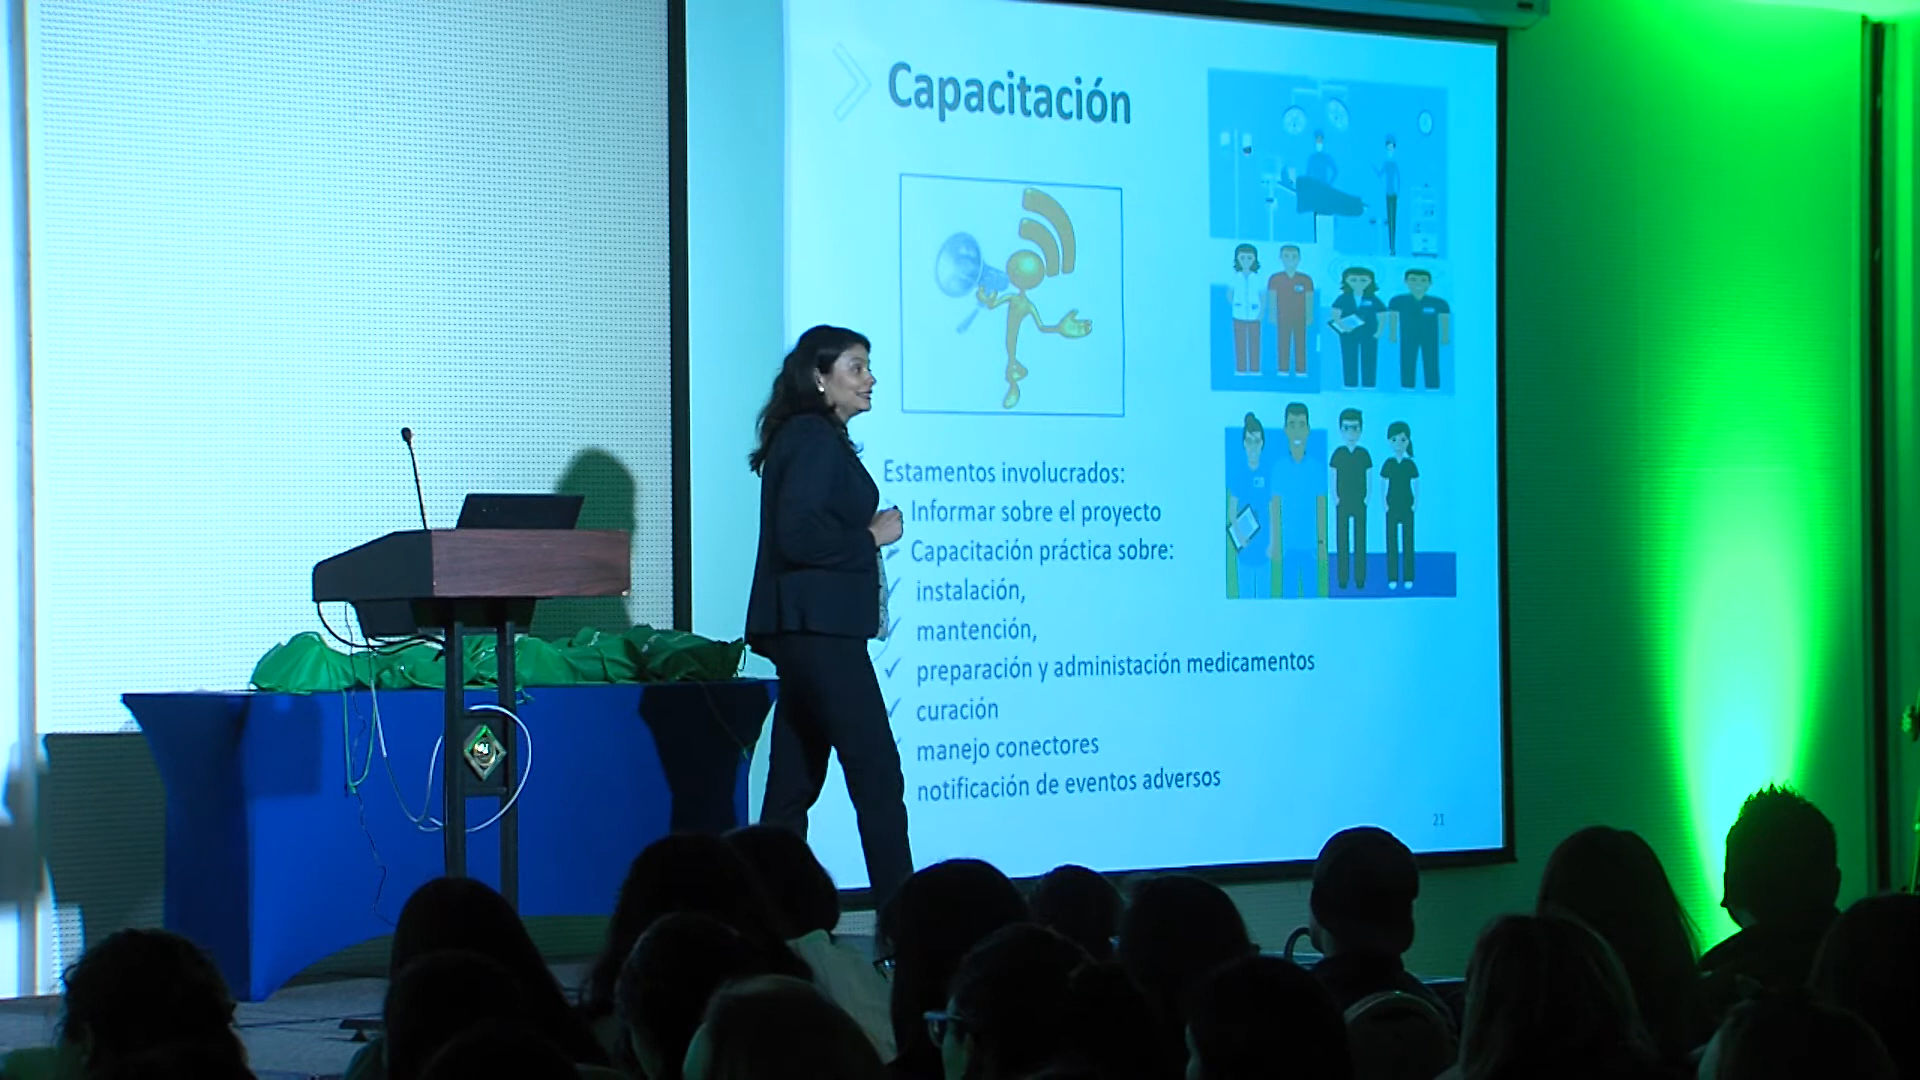 Capacitación
Estamentos involucrados:
Informar sobre el proyecto
Capacitación práctica sobre:
instalación,
mantención,
preparación y administación medicamentos
curación
manejo conectores
notificación de eventos adversos
21